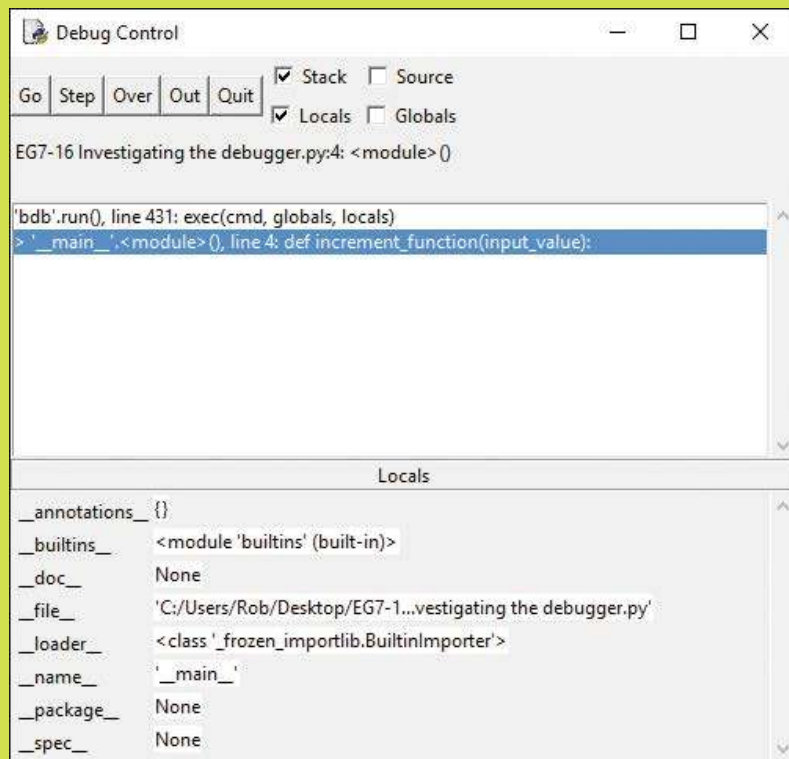 Debug Control
Go Step Over Out Quit
Stack Source
Locals Globals
EG7-16 Investigating the debugger.py:4: <module>()
'bdb'.run(), line 431: exec(cmd, globals, locals)
> '__main__'.<module>(), line 4: def increment_function(input_value):
Locals
__annotations__ {}
__builtins__ <module 'builtins' (built-in)>
__doc__ None
__file__ 'C:/Users/Rob/Desktop/EG7-1...vestigating the debugger.py'
__loader__ <class '_frozen_importlib.BuiltinImporter'>
__name__ '__main__'
__package__ None
__spec__ None